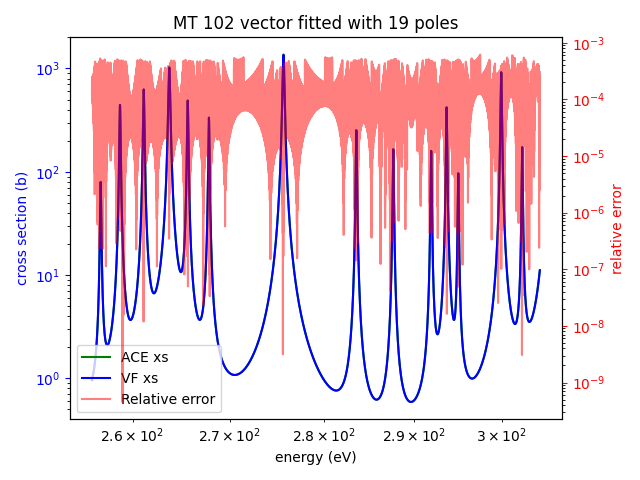 MT 102 vector fitted with 19 poles
cross section (b)
10³
10²
10¹
10⁰
ACE xs
VF xs
Relative error
2.6 × 10²
2.7 × 10²
2.8 × 10²
2.9 × 10²
3 × 10²
energy (eV)
10⁻³
10⁻⁴
10⁻⁵
10⁻⁶
10⁻⁷
10⁻⁸
10⁻⁹
relative error